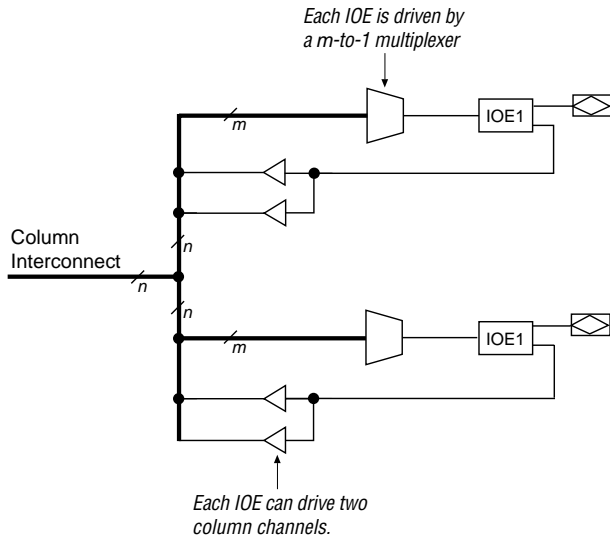 Each IOE is driven by
a m-to-1 multiplexer
m
IOE1
n
Column
Interconnect
n
n
m
IOE1
Each IOE can drive two
column channels.